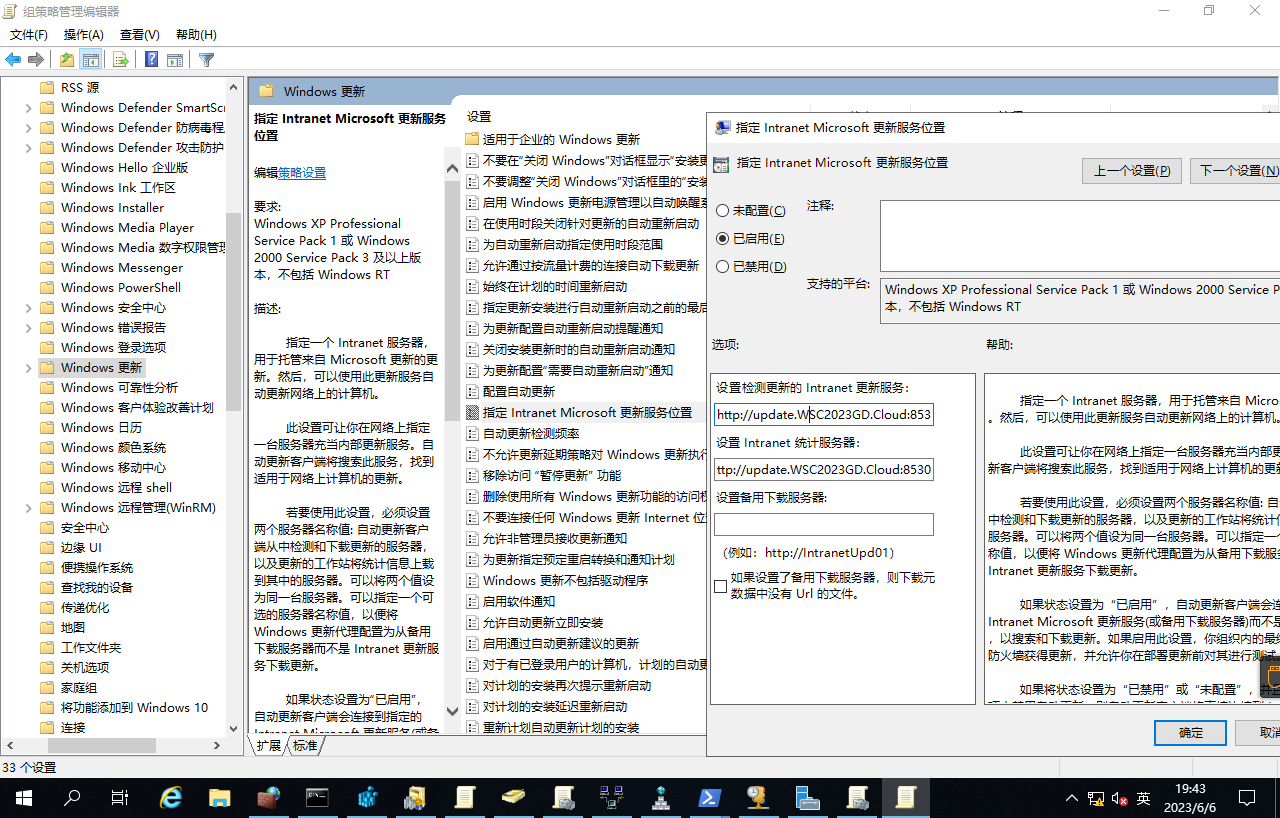 组策略管理编辑器
文件(F) 操作(A) 查看(V) 帮助(H)
RSS 源
Windows Defender SmartScr
Windows Defender 防病毒程
Windows Defender 攻击防护
Windows Hello 企业版
Windows Ink 工作区
Windows Installer
Windows Media Player
Windows Media 数字权限管理
Windows Messenger
Windows PowerShell
Windows 安全中心
Windows 错误报告
Windows 登录选项
Windows 更新
Windows 可靠性分析
Windows 客户体验改善计划
Windows 日历
Windows 颜色系统
Windows 移动中心
Windows 远程 shell
Windows 远程管理(WinRM)
安全中心
边缘 UI
便携操作系统
查找我的设备
传递优化
地图
工作文件夹
关机选项
家庭组
将功能添加到 Windows 10
连接
Windows 更新
指定 Intranet Microsoft 更新服务
位置
编辑策略设置
要求:
Windows XP Professional
Service Pack 1 或 Windows
2000 Service Pack 3 及以上版
本，不包括 Windows RT
描述:
指定一个 Intranet 服务器，
用于托管来自 Microsoft 更新的更
新。然后，可以使用此更新服务自
动更新网络上的计算机。
此设置可让你在网络上指定
一台服务器充当内部更新服务。自
动更新客户端将搜索此服务，找到
适用于网络上计算机的更新。
若要使用此设置，必须设置
两个服务器名称值: 自动更新客户
端从中检测和下载更新的服务器，
以及更新的工作站将统计信息上载
到其中的服务器。可以将两个值设
为同一台服务器。可以指定一个可
选的服务器名称值，以便将
Windows 更新代理配置为从备用
下载服务器而不是 Intranet 更新服
务下载更新。
如果状态设置为“已启用”，
自动更新客户端会连接到指定的
Intranet Microsoft 更新服务(或备
设置
适用于企业的 Windows 更新
不要在“关闭 Windows”对话框显示“安装更
不要调整“关闭 Windows”对话框里的“安装
启用 Windows 更新电源管理以自动唤醒系
在使用时段关闭针对更新的自动重新启动
为自动重新启动指定使用时段范围
允许通过按流量计费的连接自动下载更新
始终在计划的时间重新启动
指定更新安装进行自动重新启动之前的最后
为更新配置自动重新启动提醒通知
关闭安装更新时的自动重新启动通知
为更新配置“需要自动重新启动”通知
配置自动更新
指定 Intranet Microsoft 更新服务位置
自动更新检测频率
不允许更新延期策略对 Windows 更新执行
移除访问 “暂停更新” 功能
删除使用所有 Windows 更新功能的访问权
不要连接任何 Windows 更新 Internet 位
允许非管理员接收更新通知
为更新指定预定重启转换和通知计划
Windows 更新不包括驱动程序
启用软件通知
允许自动更新立即安装
启用通过自动更新建议的更新
对于有已登录用户的计算机，计划的自动更
对计划的安装再次提示重新启动
对计划的安装延迟重新启动
重新计划自动更新计划的安装
扩展 标准
33 个设置
指定 Intranet Microsoft 更新服务位置
指定 Intranet Microsoft 更新服务位置
上一个设置(P) 下一个设置(N)
未配置(C) 注释:
已启用(E)
已禁用(D)
支持的平台:
Windows XP Professional Service Pack 1 或 Windows 2000 Service P
本，不包括 Windows RT
选项: 帮助:
设置检测更新的 Intranet 更新服务:
http://update.WSC2023GD.Cloud:853
设置 Intranet 统计服务器:
ttp://update.WSC2023GD.Cloud:8530
设置备用下载服务器:
（例如：http://IntranetUpd01）
如果设置了备用下载服务器，则下载元
数据中没有 Url 的文件。
指定一个 Intranet 服务器，用于托管来自 Micros
。然后，可以使用此更新服务自动更新网络上的计算机。
此设置可让你在网络上指定一台服务器充当内部更
新客户端将搜索此服务，找到适用于网络上计算机的更
若要使用此设置，必须设置两个服务器名称值: 自动
中检测和下载更新的服务器，以及更新的工作站将统计信
服务器。可以将两个值设为同一台服务器。可以指定一个
称值，以便将 Windows 更新代理配置为从备用下载服务
Intranet 更新服务下载更新。
如果状态设置为“已启用”，自动更新客户端会连
Intranet Microsoft 更新服务(或备用下载服务器)而不是
，以搜索和下载更新。如果启用此设置，你组织内的最终
防火墙获得更新，并允许你在部署更新前对其进行测试。
如果将状态设置为“已禁用”或“未配置”，并且
确定 取消
英
19:43
2023/6/6